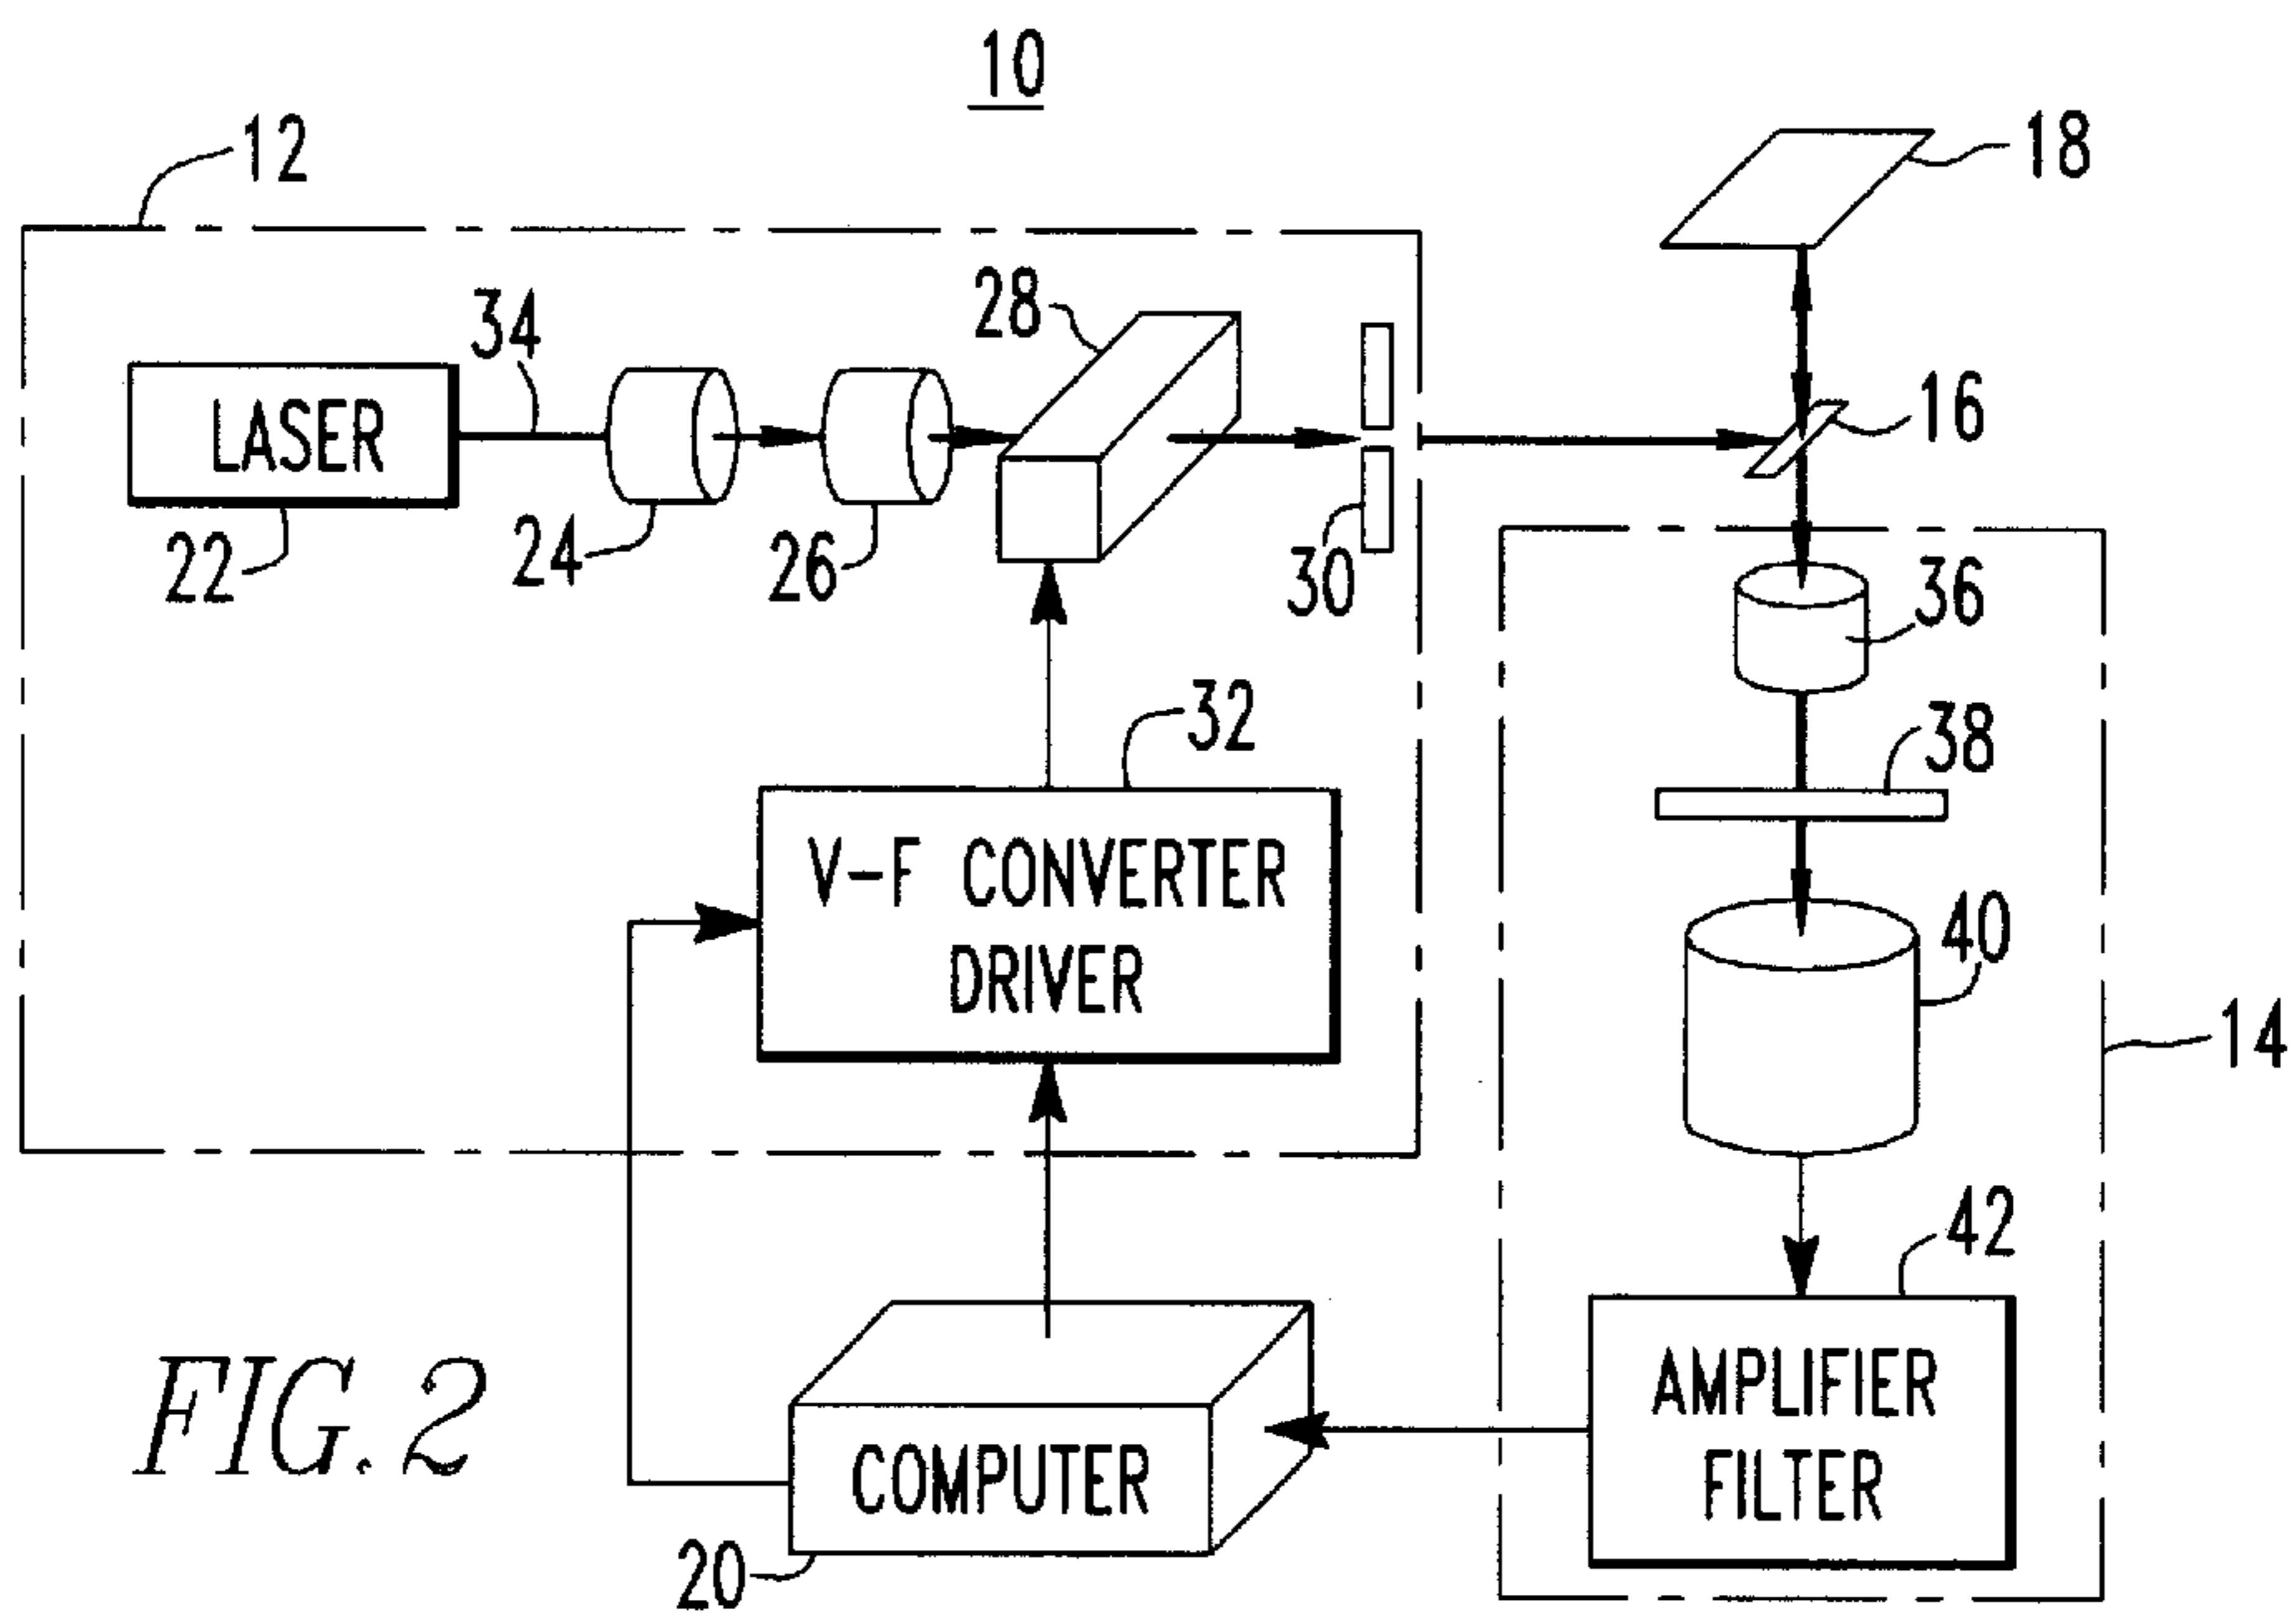 10
12
18
28
34
16
LASER
22
24
26
30
36
32
38
V-F CONVERTER
DRIVER
40
14
42
AMPLIFIER
FILTER
COMPUTER
20
FIG. 2